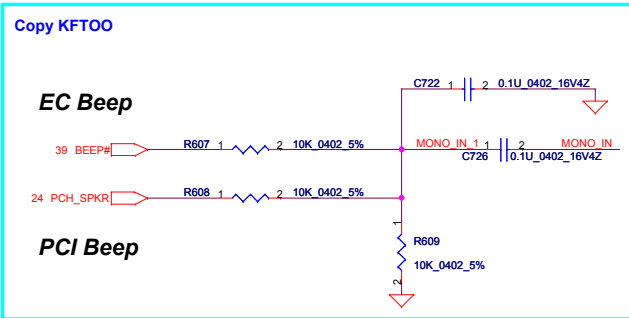 Copy KFTOO
C722 1 2 0.1U_0402_16V4Z
EC Beep
39 BEEP# R607 1 2 10K_0402_5% MONO_IN_1 1 2 MONO_IN
C726 0.1U_0402_16V4Z
24 PCH_SPKR R608 1 2 10K_0402_5%
PCI Beep
1
R609
10K_0402_5%
2